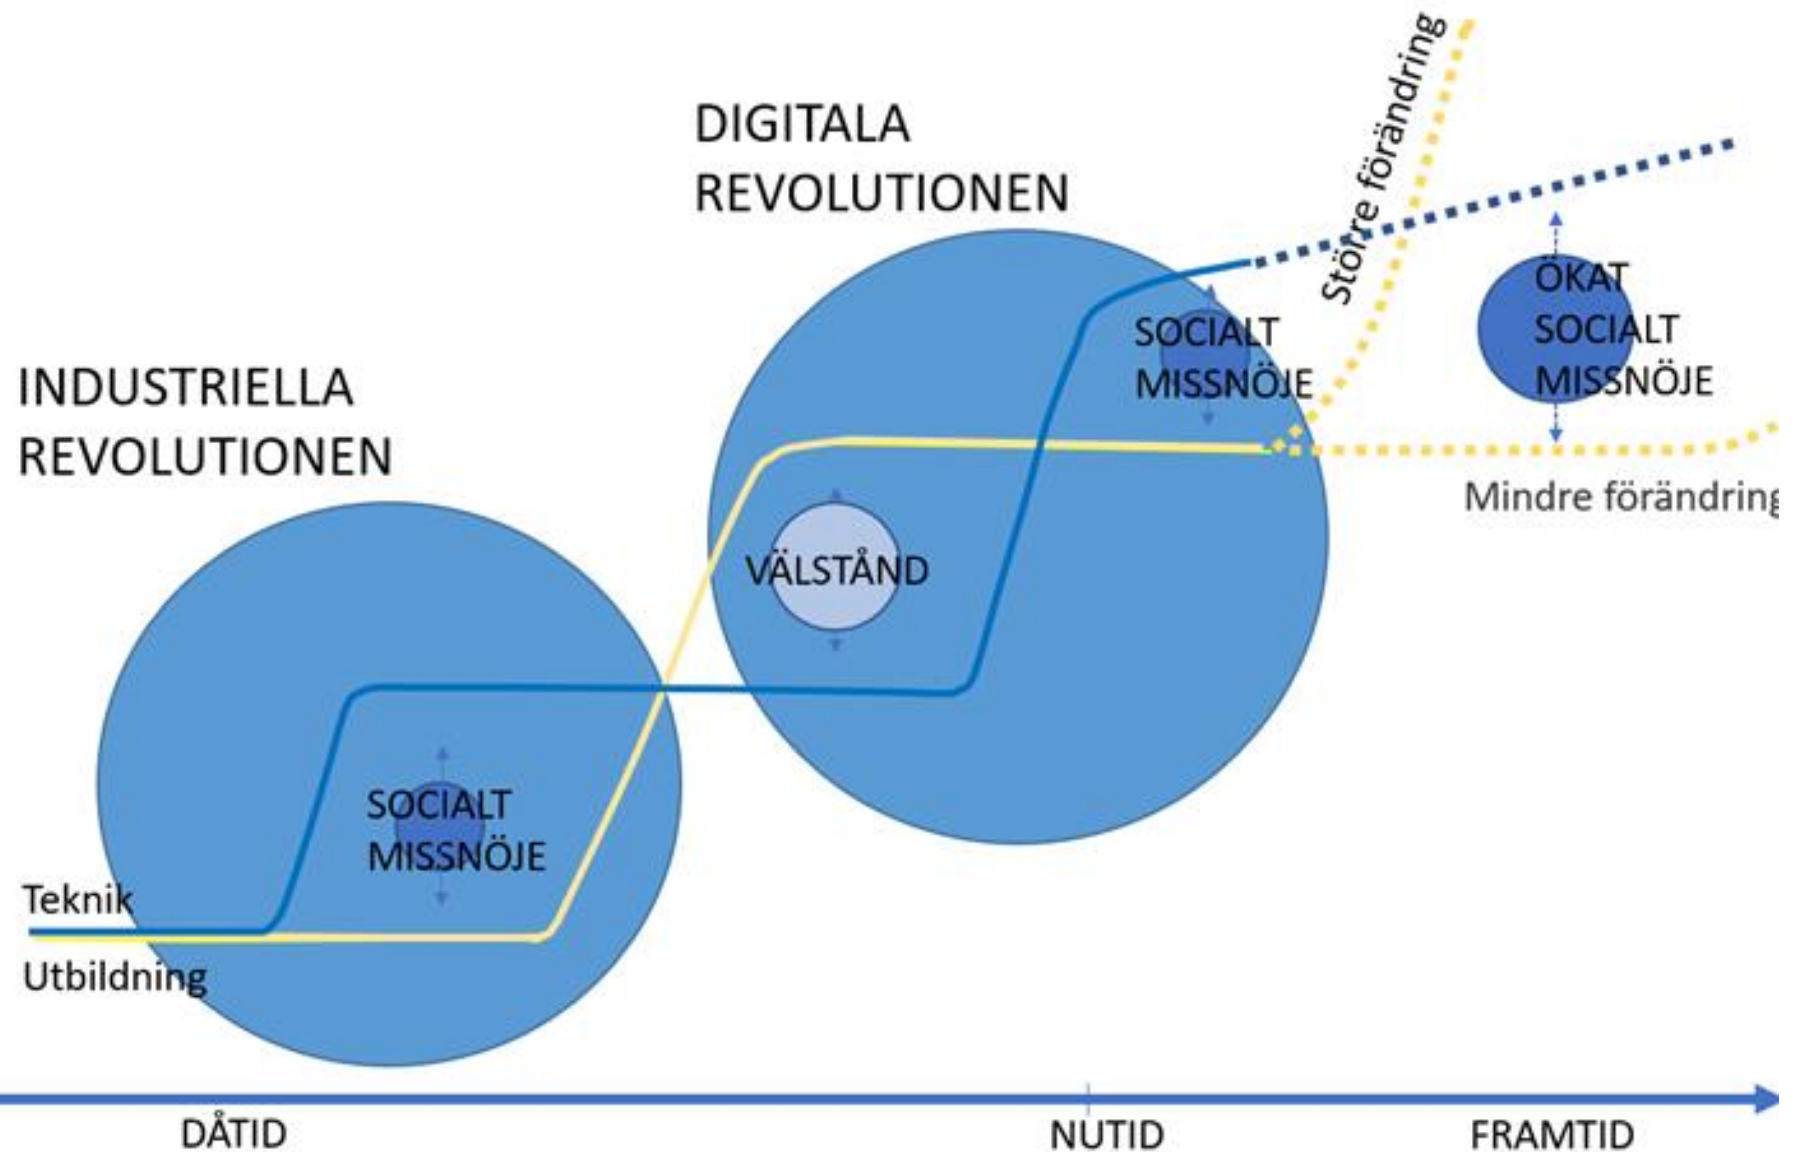 DIGITALA
REVOLUTIONEN
Större förändring
ÖKAT
SOCIALT
MISSNÖJE
SOCIALT
MISSNÖJE
INDUSTRIELLA
REVOLUTIONEN
Mindre förändring
VÄLSTÅND
SOCIALT
MISSNÖJE
Teknik
Utbildning
DÅTID
NUTID
FRAMTID